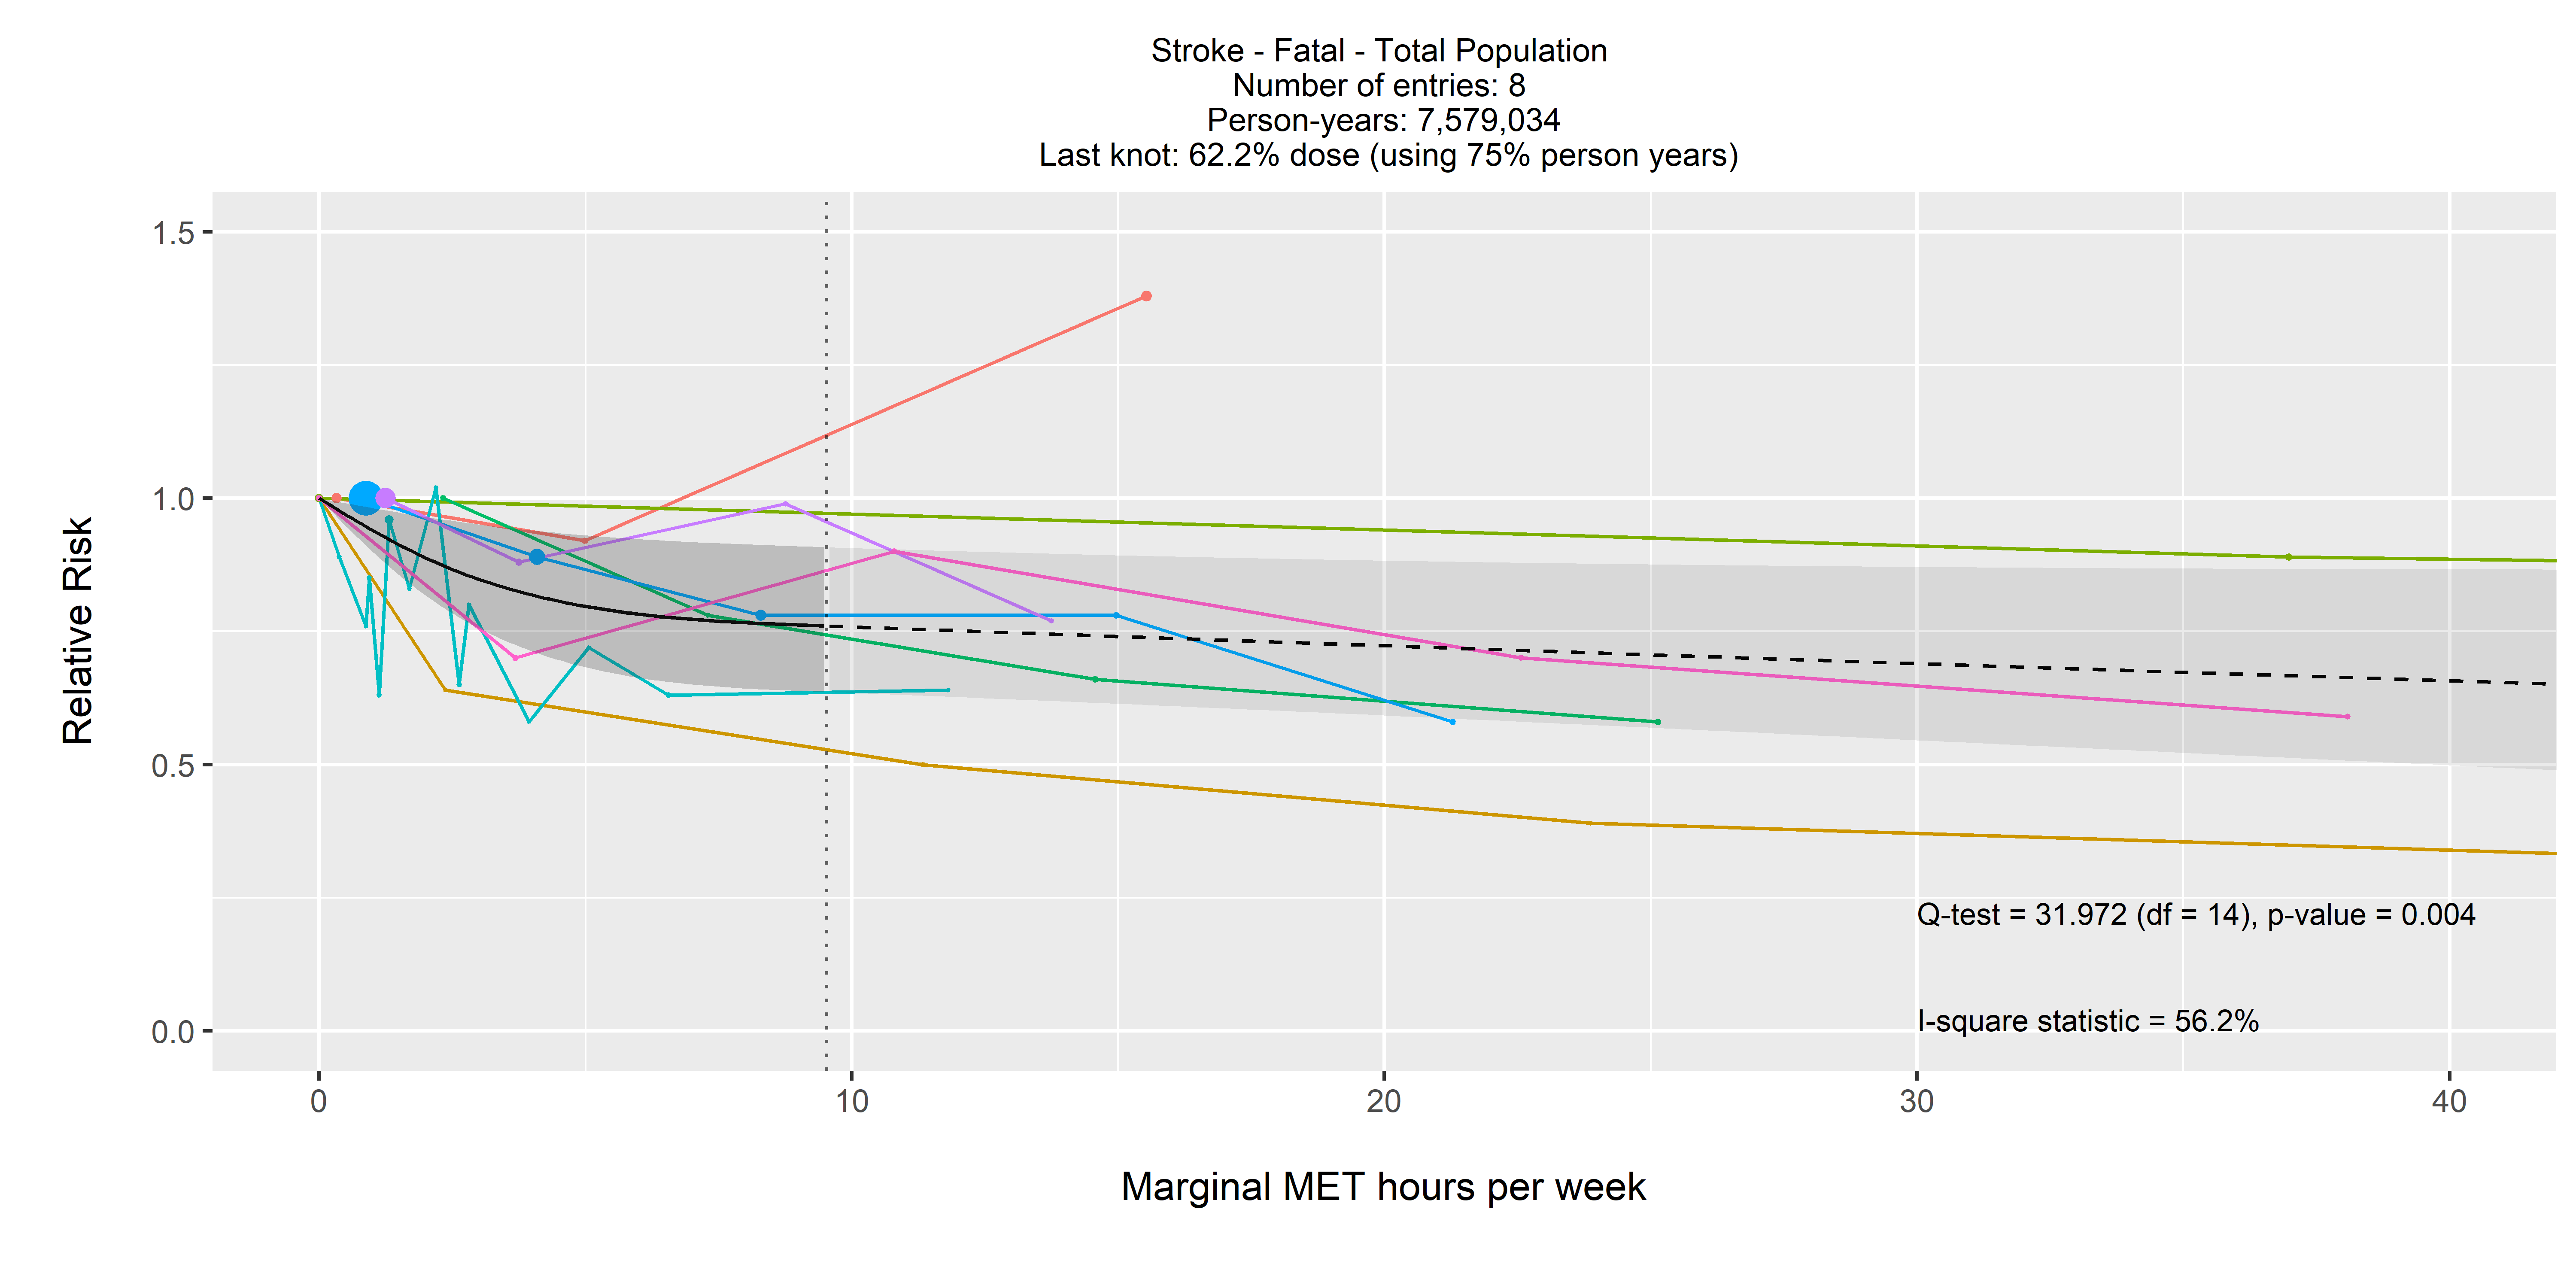 Stroke - Fatal - Total Population
Number of entries: 8
Person-years: 7,579,034
Last knot: 62.2% dose (using 75% person years)
1.5
1.0
0.5
0.0
Relative Risk
Q-test = 31.972 (df = 14), p-value = 0.004
I-square statistic = 56.2%
0 10 20 30 40
Marginal MET hours per week